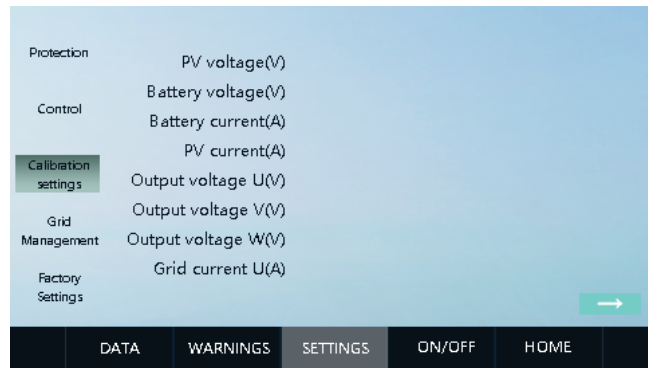 Protection
Control
Calibration
settings
Grid
Management
Factory
Settings
PV voltage(V)
Battery voltage(V)
Battery current(A)
PV current(A)
Output voltage U(V)
Output voltage V(V)
Output voltage W(V)
Grid current U(A)
→
DATA WARNINGS SETTINGS ON/OFF HOME